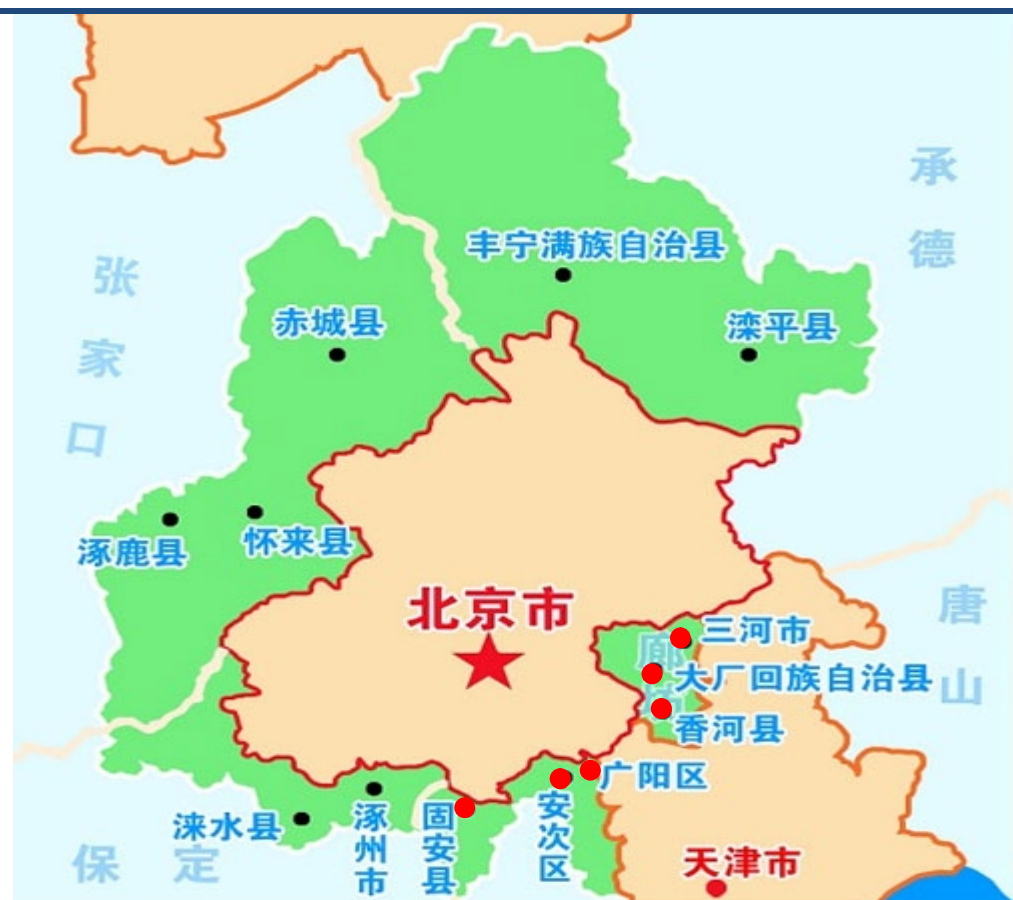 承德
丰宁满族自治县
张家口
赤城县
滦平县
涿鹿县
怀来县
北京市
唐山
三河市
廊坊
大厂回族自治县
香河县
广阳区
安次区
固安县
涿州市
涞水县
保定
天津市